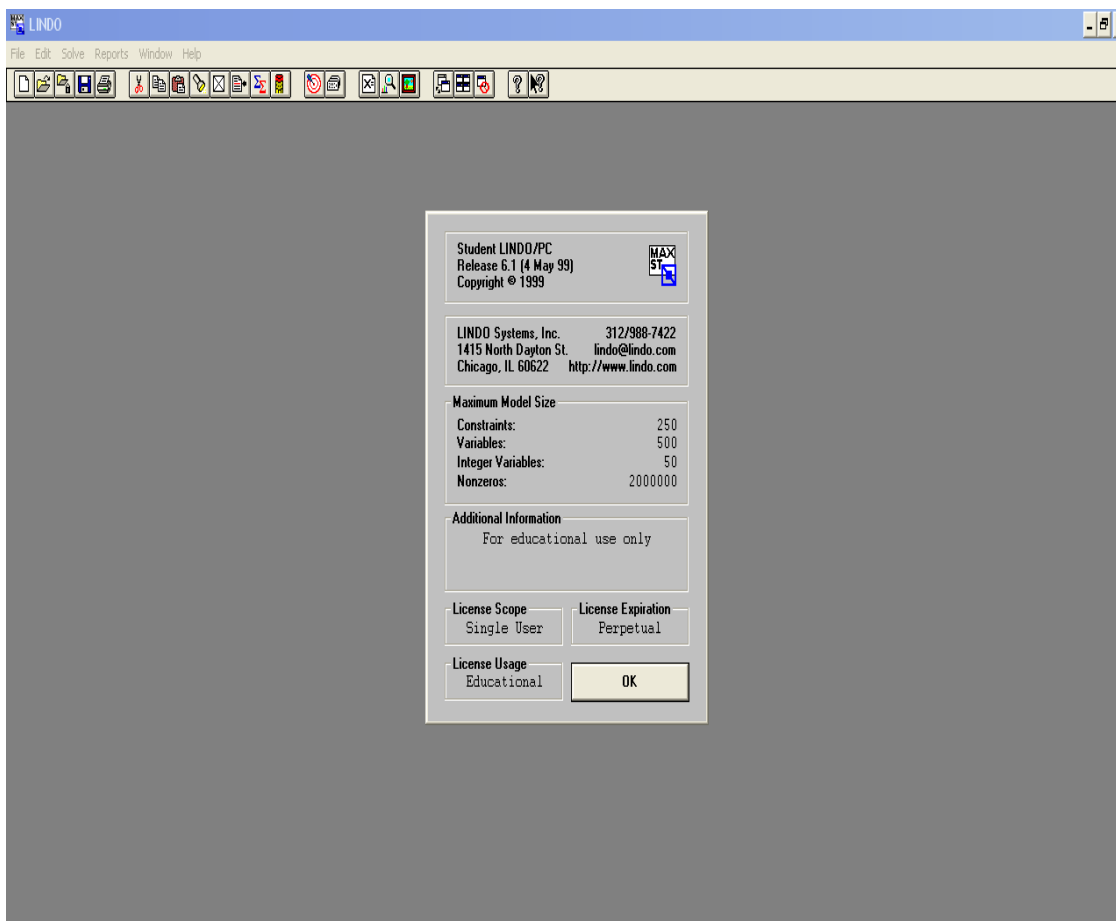 LINDO
File Edit Solve Reports Window Help
Student LINDO/PC
Release 6.1 (4 May 99)
Copyright © 1999
MAX
ST
LINDO Systems, Inc. 312/988-7422
1415 North Dayton St. lindo@lindo.com
Chicago, IL 60622 http://www.lindo.com
Maximum Model Size
Constraints: 250
Variables: 500
Integer Variables: 50
Nonzeros: 2000000
Additional Information
For educational use only
License Scope
Single User
License Expiration
Perpetual
License Usage
Educational
OK